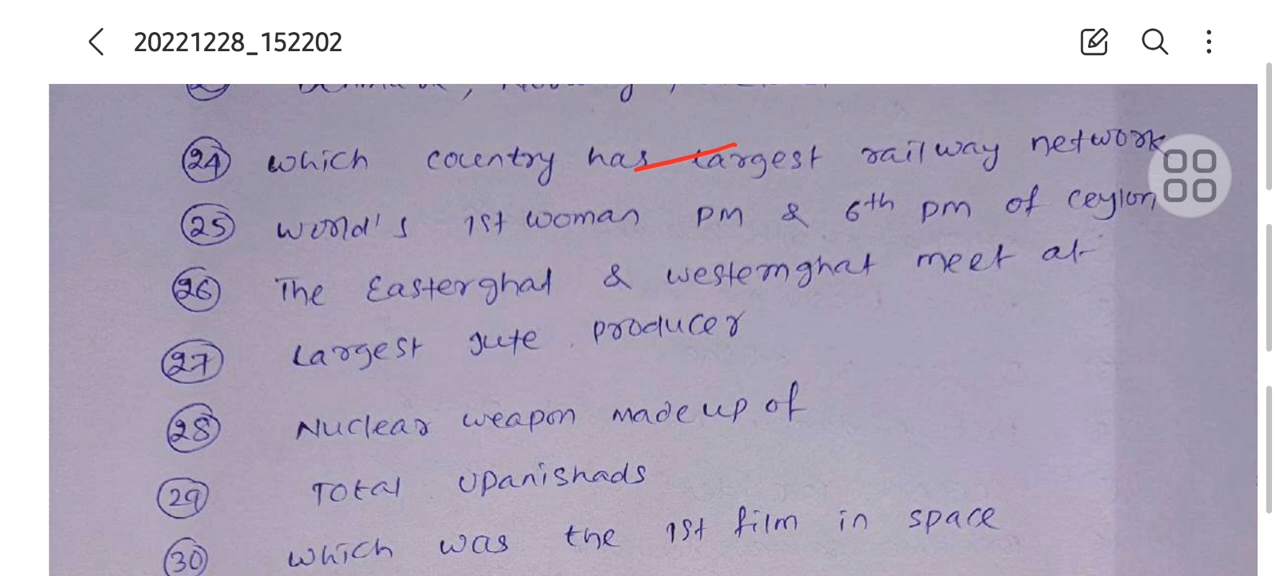 20221228_152202
24 which country has largest railway network
25 world's 1st woman PM & 6th pm of ceylon
26 The Easterghat & westernghat meet at
27 Largest jute producer
28 Nuclear weapon made up of
29 Total Upanishads
30 which was the 1st film in space